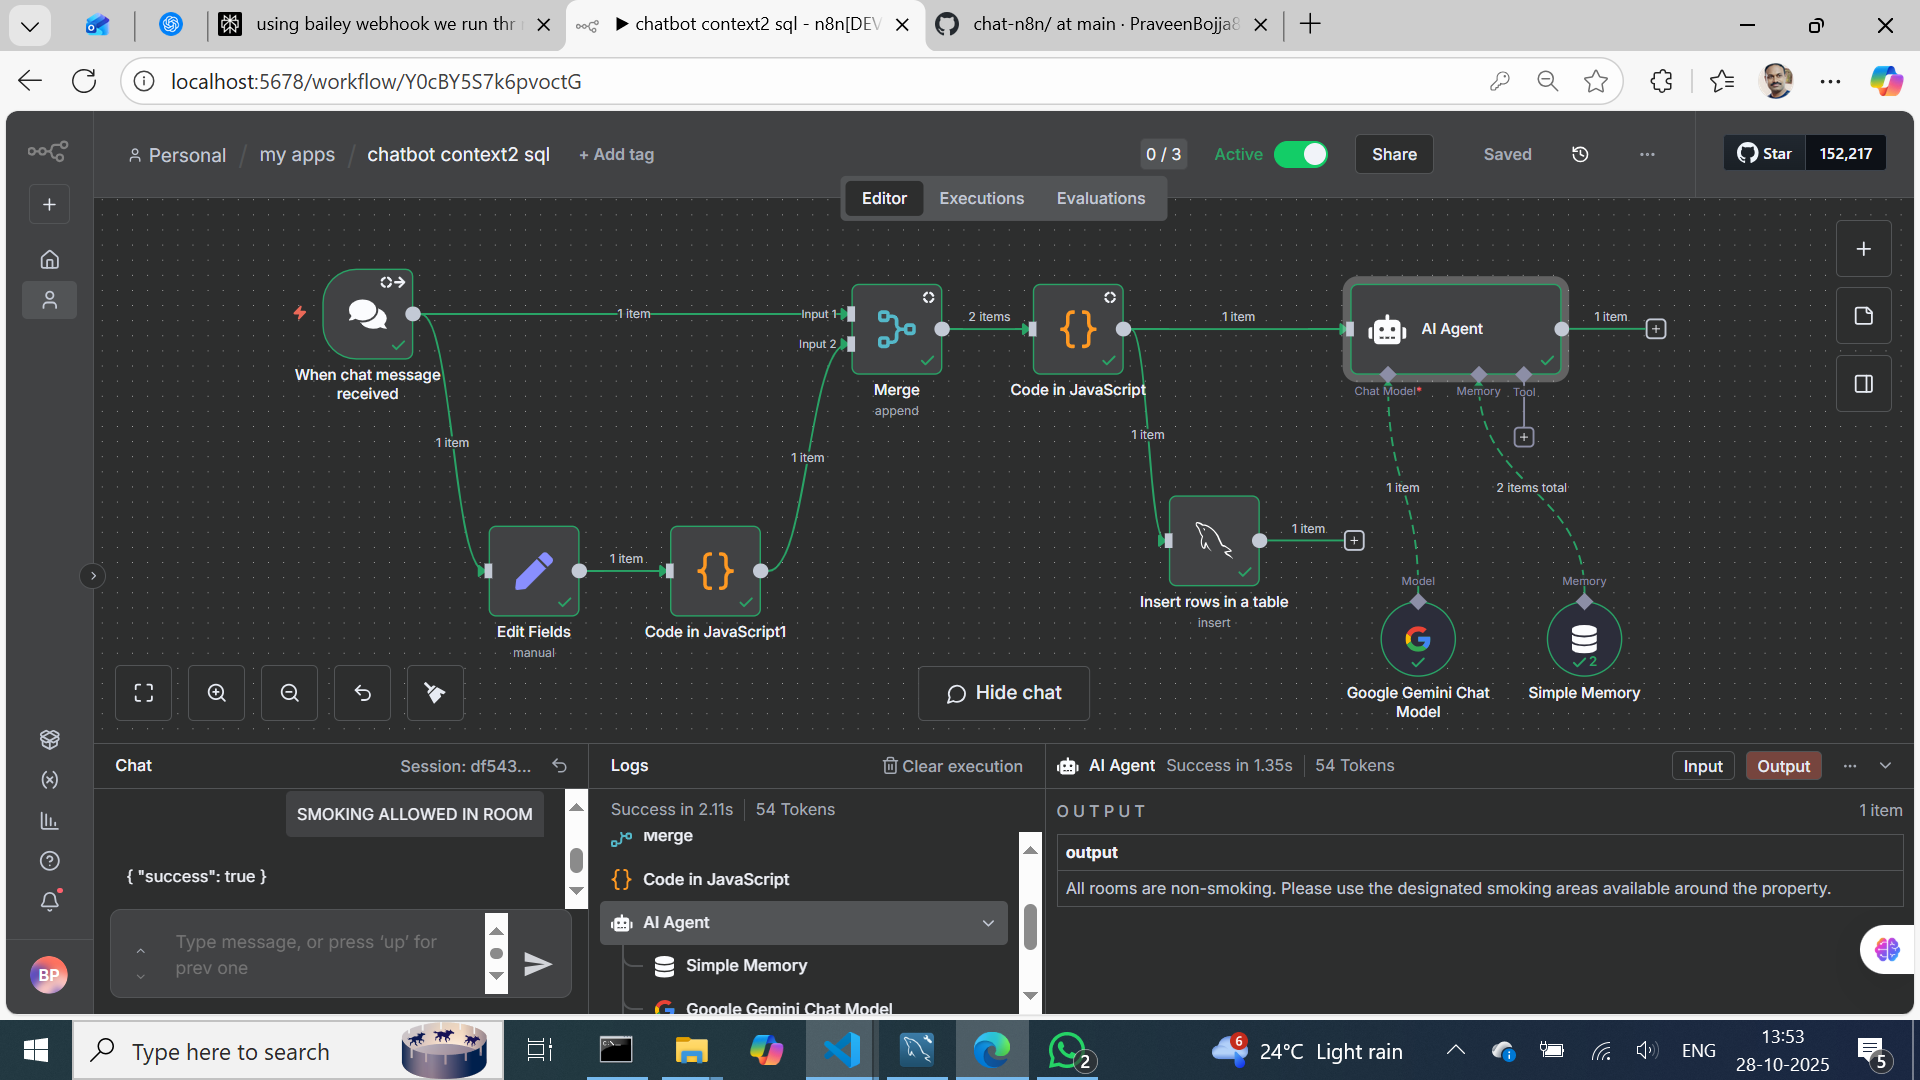 using bailey webhook we run thr
chatbot context2 sql - n8n[DEV
chat-n8n/ at main · PraveenBojja8
localhost:5678/workflow/Y0cBY5S7k6pvoctG
Personal / my apps / chatbot context2 sql + Add tag
0 / 3
Active
Share
Saved
Star 152,217
Editor Executions Evaluations
1 item
Input 1
2 items
1 item
AI Agent
1 item
Input 2
When chat message received
Merge
append
Code in JavaScript
Chat Model*
Memory
Tool
1 item
1 item
1 item
1 item
2 items total
1 item
1 item
Model
Memory
Edit Fields
manual
Code in JavaScript1
Insert rows in a table
insert
2
Google Gemini Chat Model
Simple Memory
Hide chat
Chat
Session: df543...
SMOKING ALLOWED IN ROOM
{ "success": true }
Type message, or press ‘up’ for
prev one
BP
Logs
Clear execution
Success in 2.11s
54 Tokens
Merge
Code in JavaScript
AI Agent
Simple Memory
Google Gemini Chat Model
AI Agent Success in 1.35s 54 Tokens
Input
Output
OUTPUT
1 item
output
All rooms are non-smoking. Please use the designated smoking areas available around the property.
Type here to search
2
6
24°C Light rain
ENG
13:53
28-10-2025
5